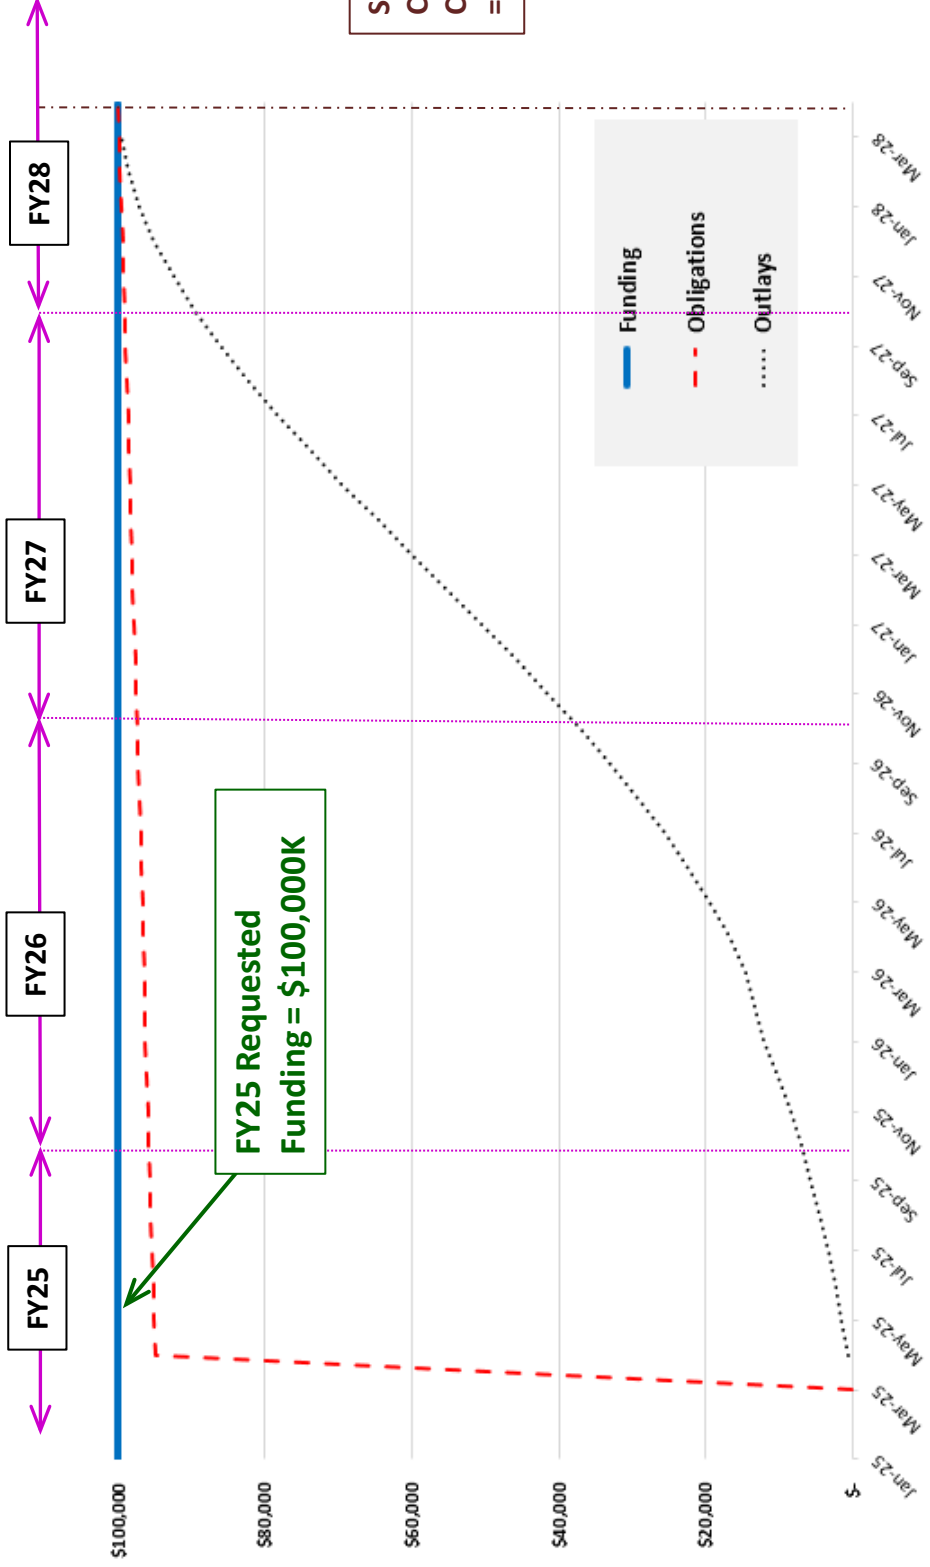 FY25
FY26
FY27
FY28
S
O
O
=
$100,000
$80,000
$60,000
$40,000
$20,000
$-
FY25 Requested
Funding = $100,000K
Funding
Obligations
Outlays
Jan-25
Mar-25
May-25
Jul-25
Sep-25
Nov-25
Jan-26
Mar-26
May-26
Jul-26
Sep-26
Nov-26
Jan-27
Mar-27
May-27
Jul-27
Sep-27
Nov-27
Jan-28
Mar-28